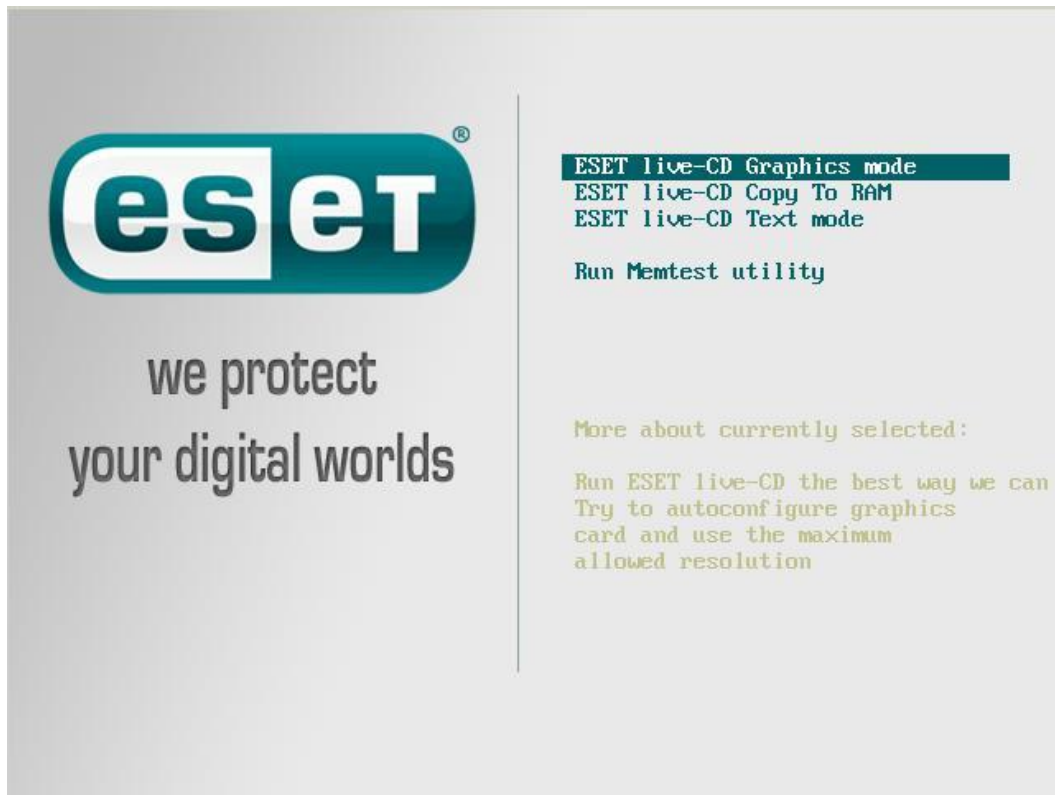 eset®
we protect
your digital worlds
ESET live-CD Graphics mode
ESET live-CD Copy To RAM
ESET live-CD Text mode
Run Memtest utility
More about currently selected:
Run ESET live-CD the best way we can
Try to autoconfigure graphics
card and use the maximum
allowed resolution